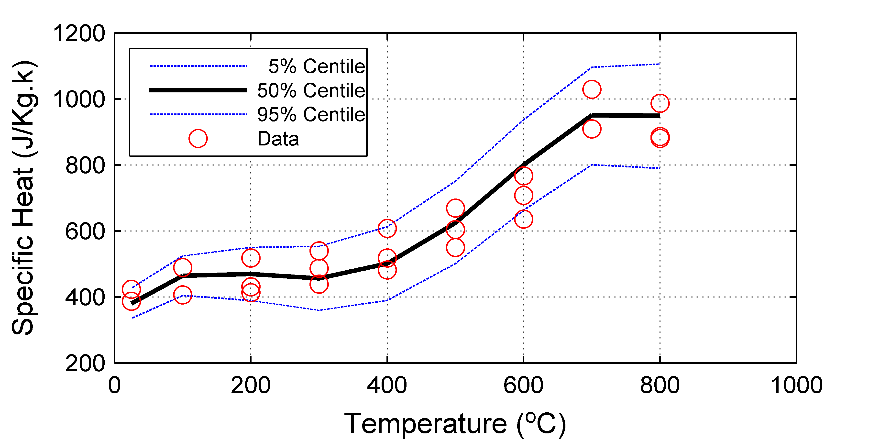 1200
1000
800
600
400
200
Specific Heat (J/Kg.k)
5% Centile
50% Centile
95% Centile
Data
0 200 400 600 800 1000
Temperature (ºC)